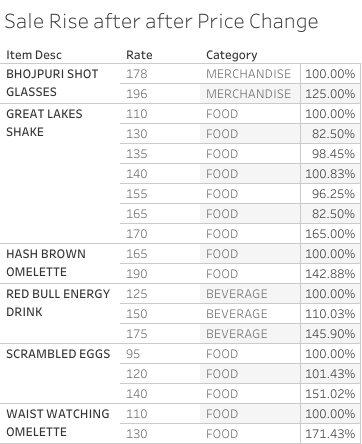 Sale Rise after after Price Change
Item Desc Rate Category
BHOJPURI SHOT GLASSES 178 MERCHANDISE 100.00%
196 MERCHANDISE 125.00%
GREAT LAKES SHAKE 110 FOOD 100.00%
130 FOOD 82.50%
135 FOOD 98.45%
140 FOOD 100.83%
155 FOOD 96.25%
165 FOOD 82.50%
170 FOOD 165.00%
HASH BROWN OMELETTE 165 FOOD 100.00%
190 FOOD 142.88%
RED BULL ENERGY DRINK 125 BEVERAGE 100.00%
150 BEVERAGE 110.03%
175 BEVERAGE 145.90%
SCRAMBLED EGGS 95 FOOD 100.00%
120 FOOD 101.43%
140 FOOD 151.02%
WAIST WATCHING OMELETTE 110 FOOD 100.00%
130 FOOD 171.43%